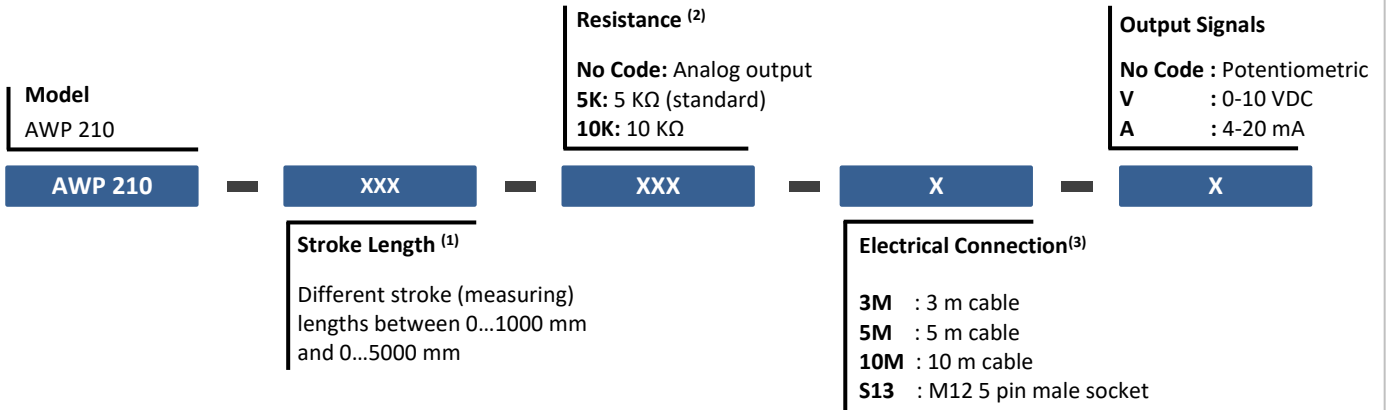 Model
AWP 210
Resistance (2)
No Code: Analog output
5K: 5 KΩ (standard)
10K: 10 KΩ
Output Signals
No Code : Potentiometric
V : 0-10 VDC
A : 4-20 mA
AWP 210 – XXX – XXX – X – X
Stroke Length (1)
Different stroke (measuring)
lengths between 0…1000 mm
and 0…5000 mm
Electrical Connection(3)
3M : 3 m cable
5M : 5 m cable
10M : 10 m cable
S13 : M12 5 pin male socket